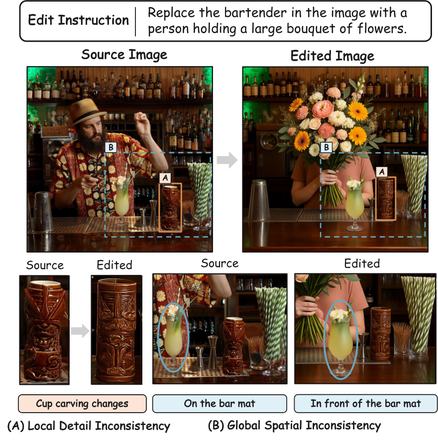 Edit Instruction
Replace the bartender in the image with a
person holding a large bouquet of flowers.
Source Image
Edited Image
B
A
B
A
Source
Edited
Source
Edited
Cup carving changes
On the bar mat
In front of the bar mat
(A) Local Detail Inconsistency
(B) Global Spatial Inconsistency